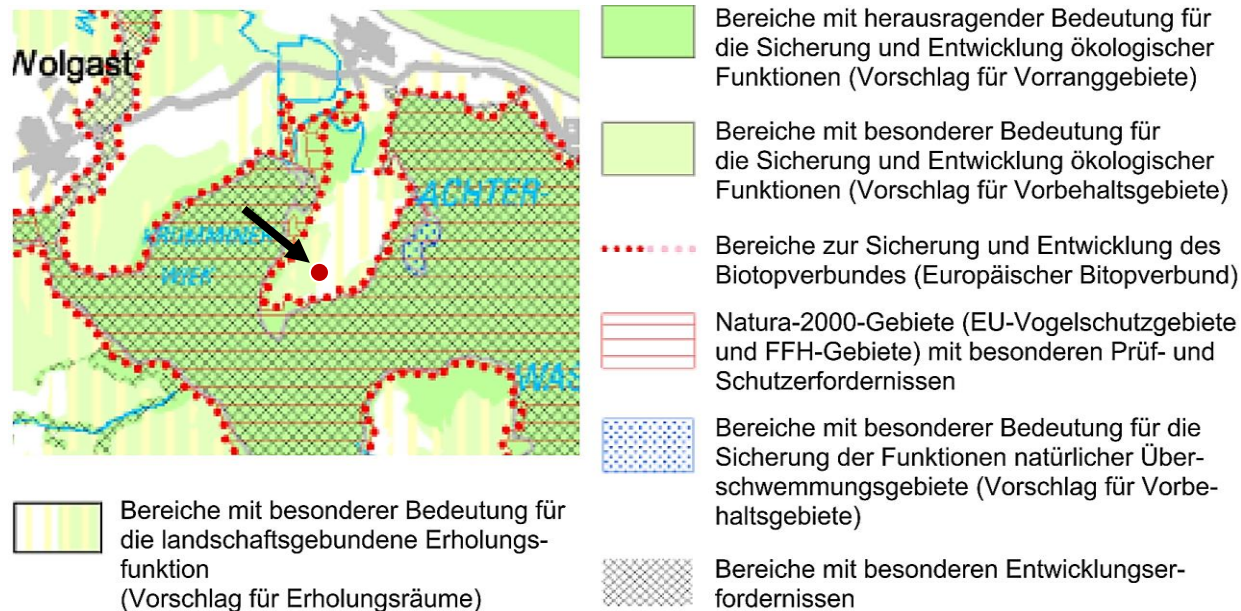 Wolgast
ACHTER
KRUMMINER
WIEK
WAS
Bereiche mit besonderer Bedeutung für
die landschaftsgebundene Erholungs-
funktion
(Vorschlag für Erholungsräume)
Bereiche mit herausragender Bedeutung für
die Sicherung und Entwicklung ökologischer
Funktionen (Vorschlag für Vorranggebiete)
Bereiche mit besonderer Bedeutung für
die Sicherung und Entwicklung ökologischer
Funktionen (Vorschlag für Vorbehaltsgebiete)
Bereiche zur Sicherung und Entwicklung des
Biotopverbundes (Europäischer Bitopverbund)
Natura-2000-Gebiete (EU-Vogelschutzgebiete
und FFH-Gebiete) mit besonderen Prüf- und
Schutzerfordernissen
Bereiche mit besonderer Bedeutung für die
Sicherung der Funktionen natürlicher Über-
schwemmungsgebiete (Vorschlag für Vorbe-
haltsgebiete)
Bereiche mit besonderen Entwicklungser-
fordernissen